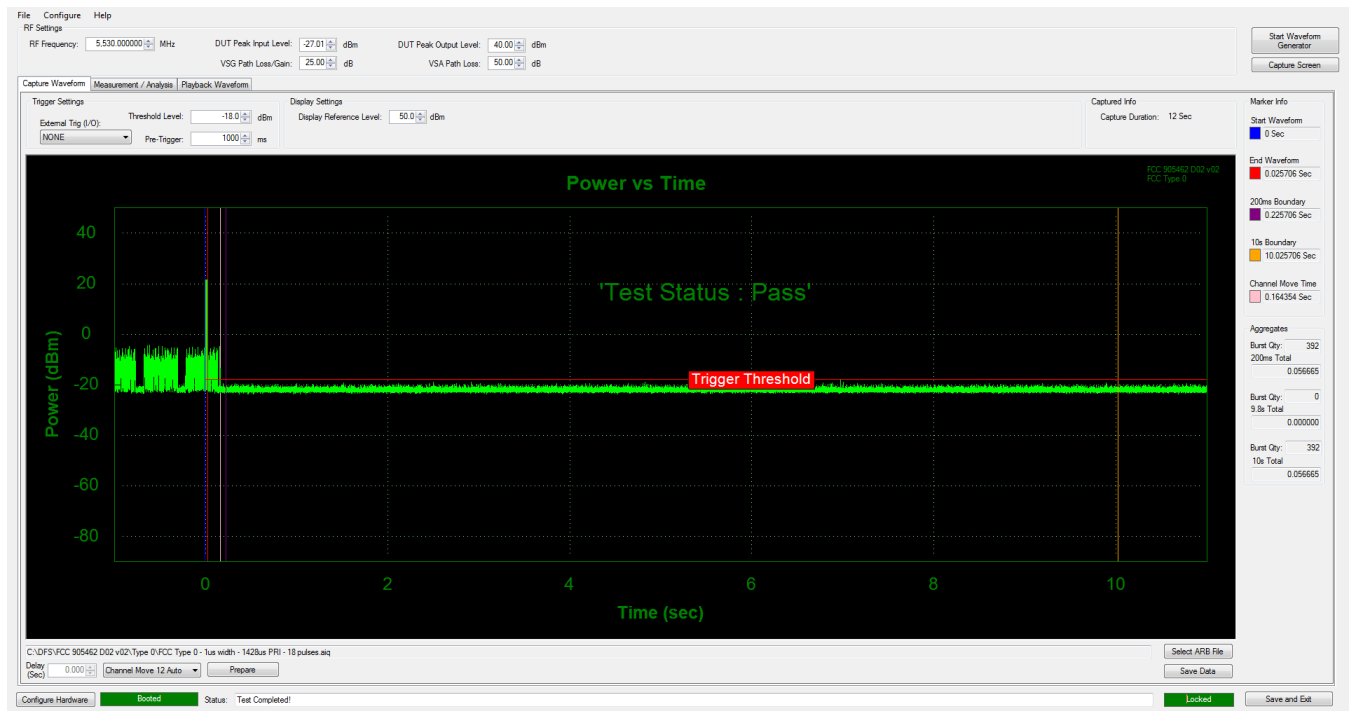 File Configure Help
RF Settings
RF Frequency: 5,530.000000 MHz DUT Peak Input Level: -27.01 dBm DUT Peak Output Level: 40.00 dBm
VSG Path Loss/Gain: 25.00 dB VSA Path Loss: 50.00 dB
Start Waveform
Generator
Capture Screen
Capture Waveform Measurement / Analysis Playback Waveform
Trigger Settings
External Trig (I/O):
NONE
Threshold Level: -18.0 dBm
Pre-Trigger: 1000 ms
Display Settings
Display Reference Level: 50.0 dBm
Captured Info
Capture Duration: 12 Sec
Marker Info
Start Waveform
0 Sec
End Waveform
0.025706 Sec
200ms Boundary
0.225706 Sec
10s Boundary
10.025706 Sec
Channel Move Time
0.164354 Sec
Aggregates
Burst Qty: 392
200ms Total
0.056665
Burst Qty: 0
9.8s Total
0.000000
Burst Qty: 392
10s Total
0.056665
Power vs Time
FCC 905462 D02 v02
FCC Type 0
'Test Status : Pass'
Trigger Threshold
Power (dBm)
40
20
0
-20
-40
-60
-80
0 2 4 6 8 10
Time (sec)
C:\DFS\FCC 905462 D02 v02\Type 0\FCC Type 0 - 1us width - 1428us PRI - 18 pulses.aiq
Select ARB File
Delay
(Sec)
0.000 Channel Move 12 Auto Prepare
Save Data
Configure Hardware Booted Status: Test Completed! Locked Save and Exit